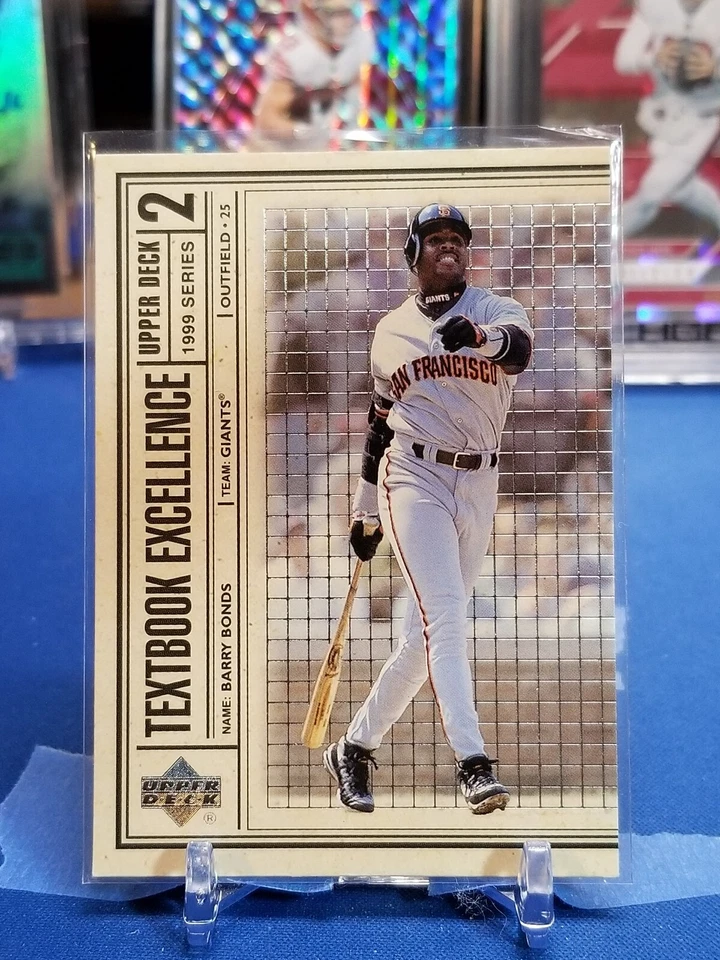 TEXTBOOK EXCELLENCE
UPPER DECK
1999 SERIES
2
NAME: BARRY BONDS
TEAM: GIANTS®
OUTFIELD • 25
UPPER
DECK
®
GIANTS
SAN FRANCISCO
SF